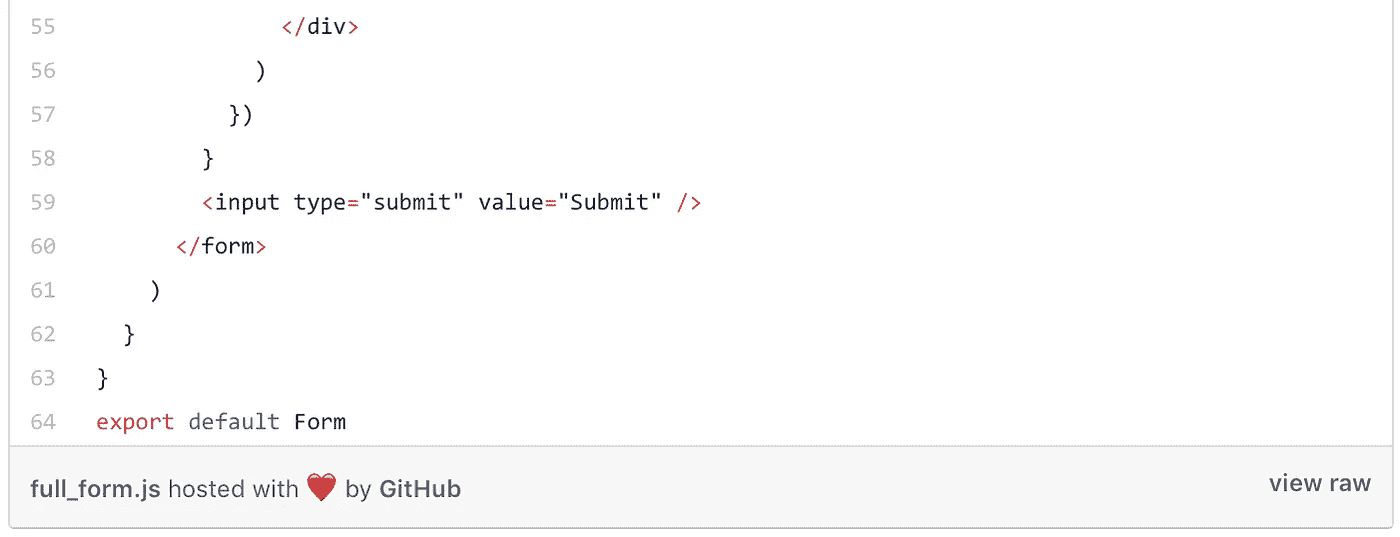 55 </div>
56 )
57 })
58 }
59 <input type="submit" value="Submit" />
60 </form>
61 )
62 }
63 }
64 export default Form
full_form.js hosted with ❤ by GitHub
view raw